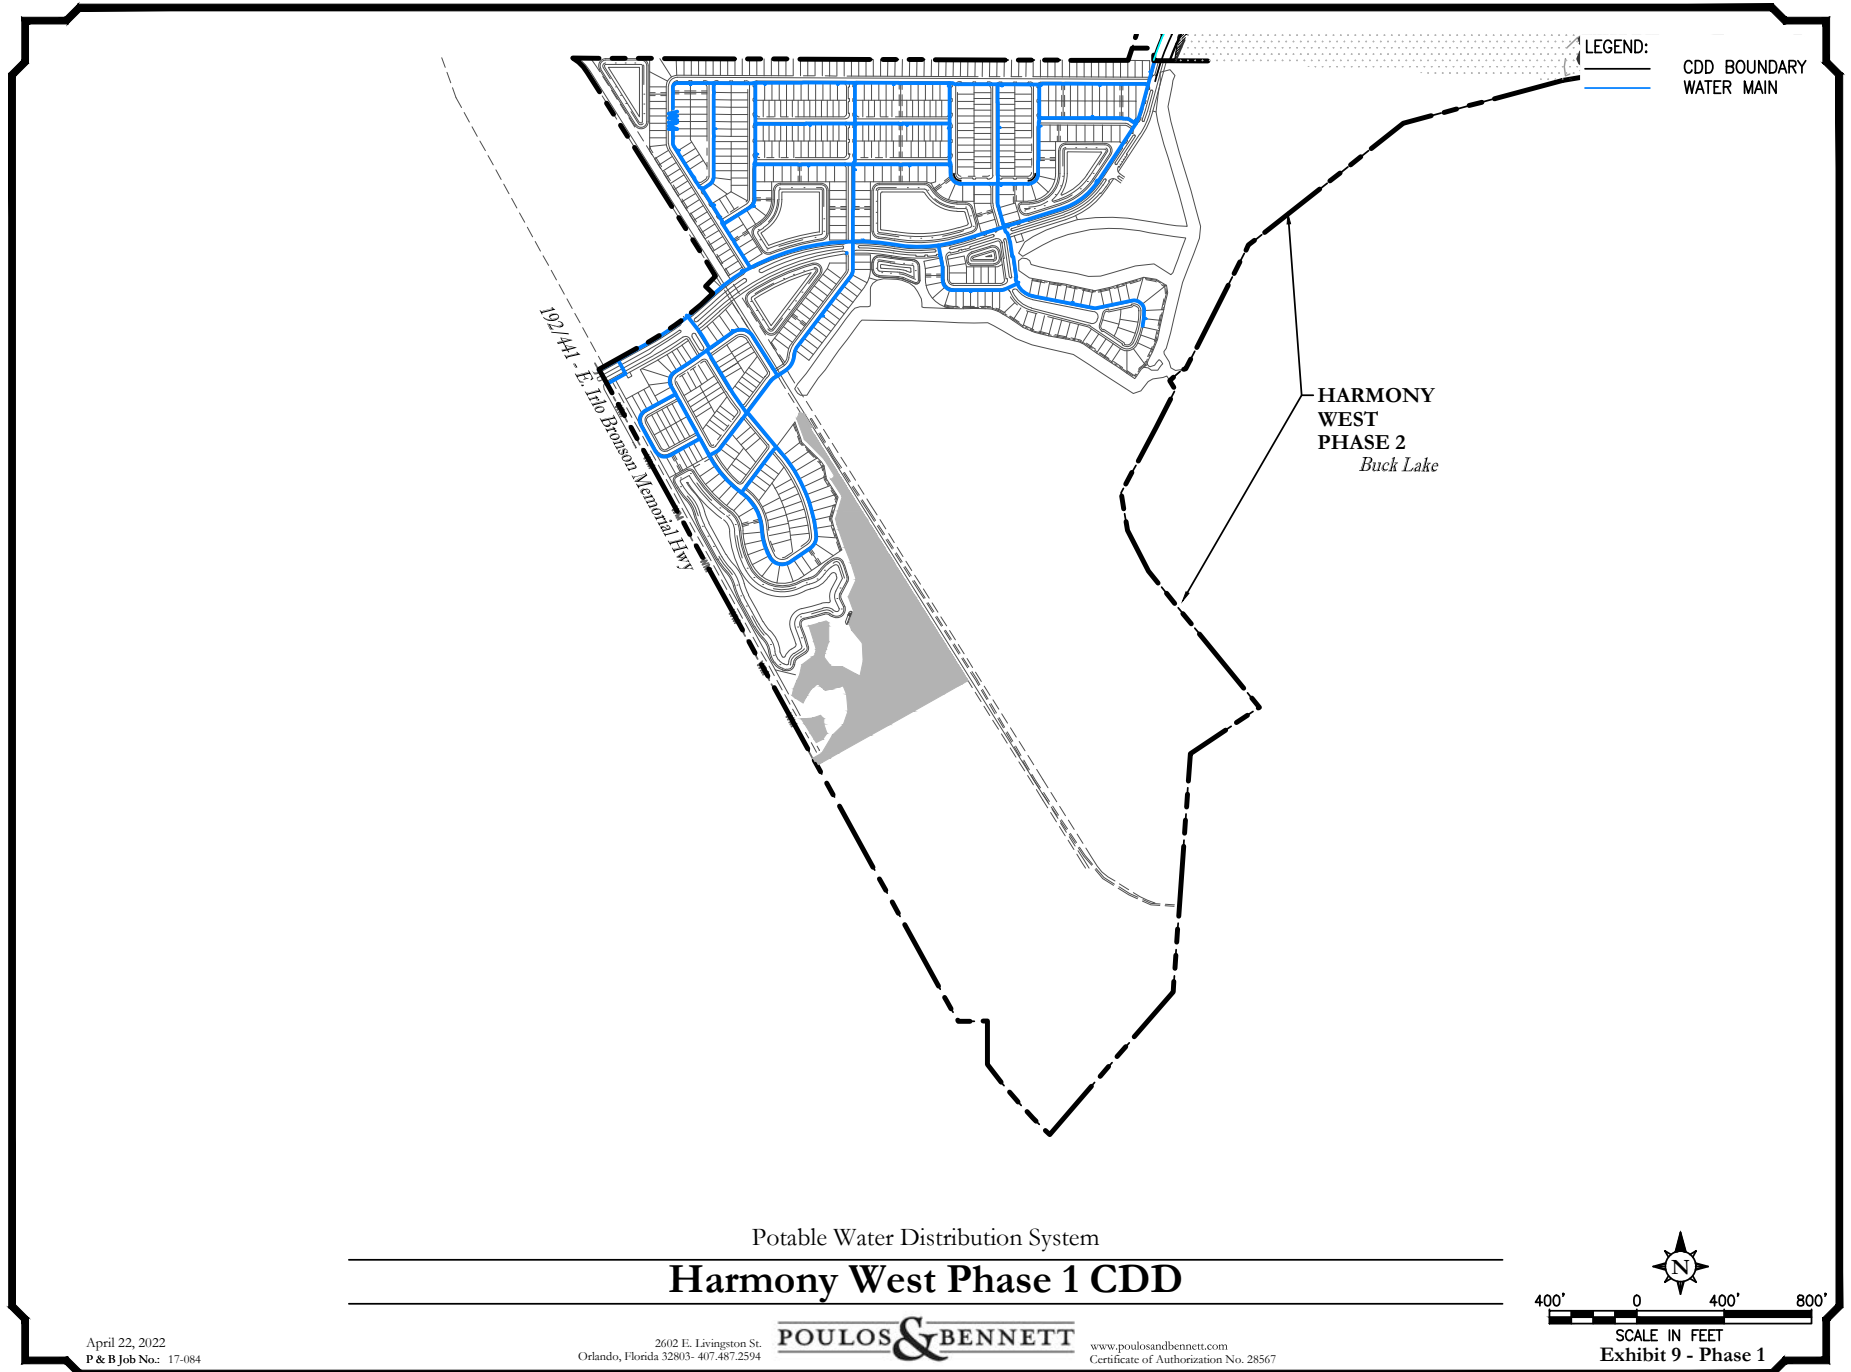 LEGEND:
CDD BOUNDARY
WATER MAIN
192/441 - E. Irlo Bronson Memorial Hwy
HARMONY
WEST
PHASE 2
Buck Lake
Potable Water Distribution System
Harmony West Phase 1 CDD
N
400' 0 400' 800'
SCALE IN FEET
Exhibit 9 - Phase 1
April 22, 2022
P & B Job No.: 17-084
2602 E. Livingston St.
Orlando, Florida 32803- 407.487.2594
POULOS & BENNETT
www.poulosandbennett.com
Certificate of Authorization No. 28567